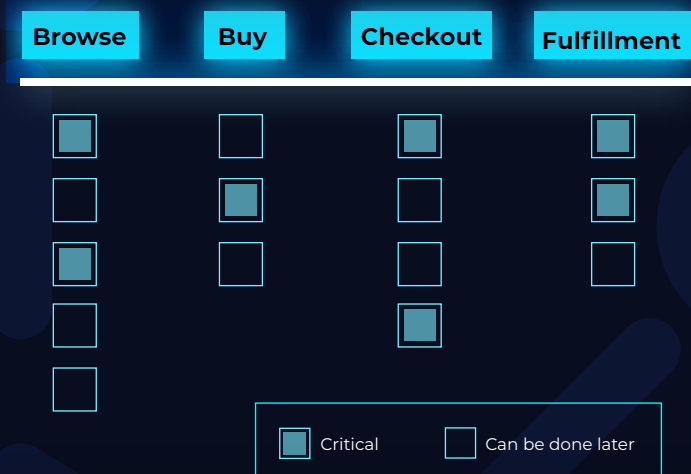 Browse
Buy
Checkout
Fulfillment
Critical
Can be done later